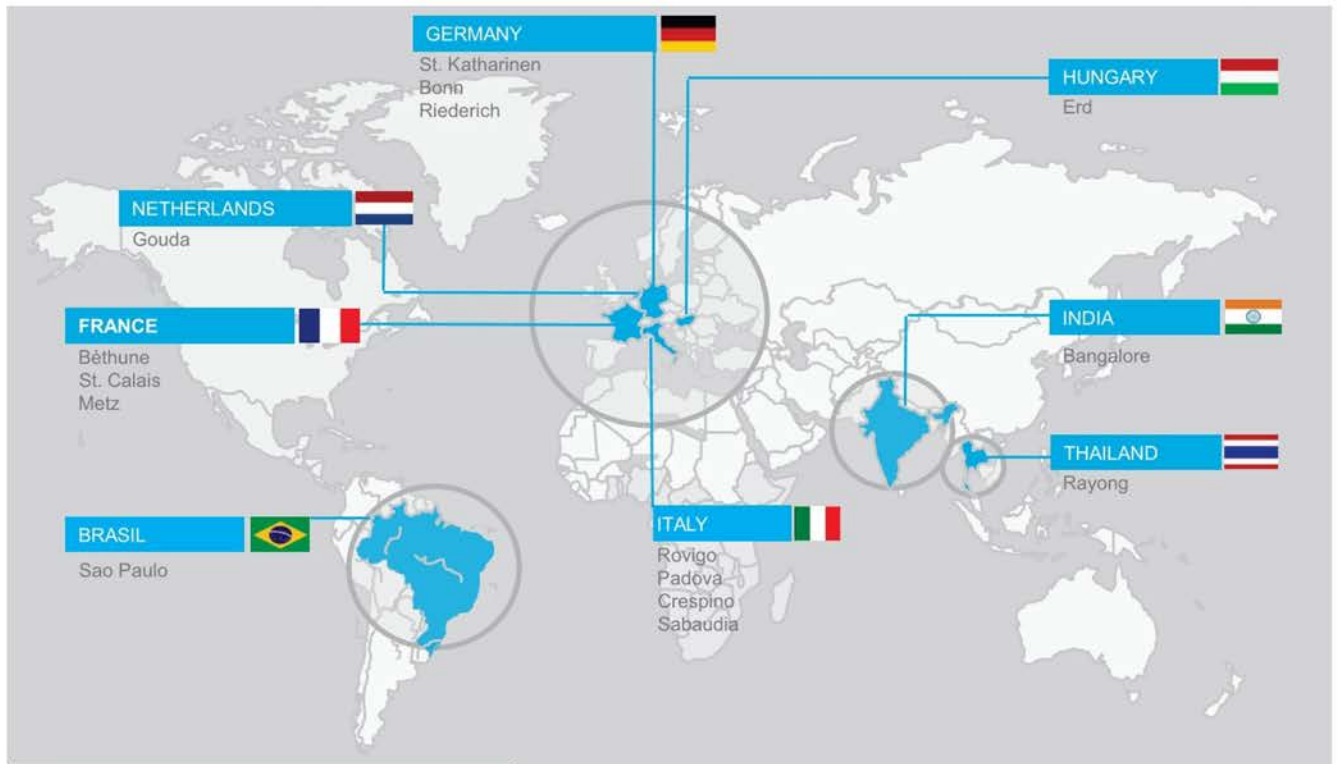 GERMANY
St. Katharinen
Bonn
Riederich
HUNGARY
Erd
NETHERLANDS
Gouda
FRANCE
Béthune
St. Calais
Metz
INDIA
Bangalore
THAILAND
Rayong
BRASIL
Sao Paulo
ITALY
Rovigo
Padova
Crespino
Sabaudia